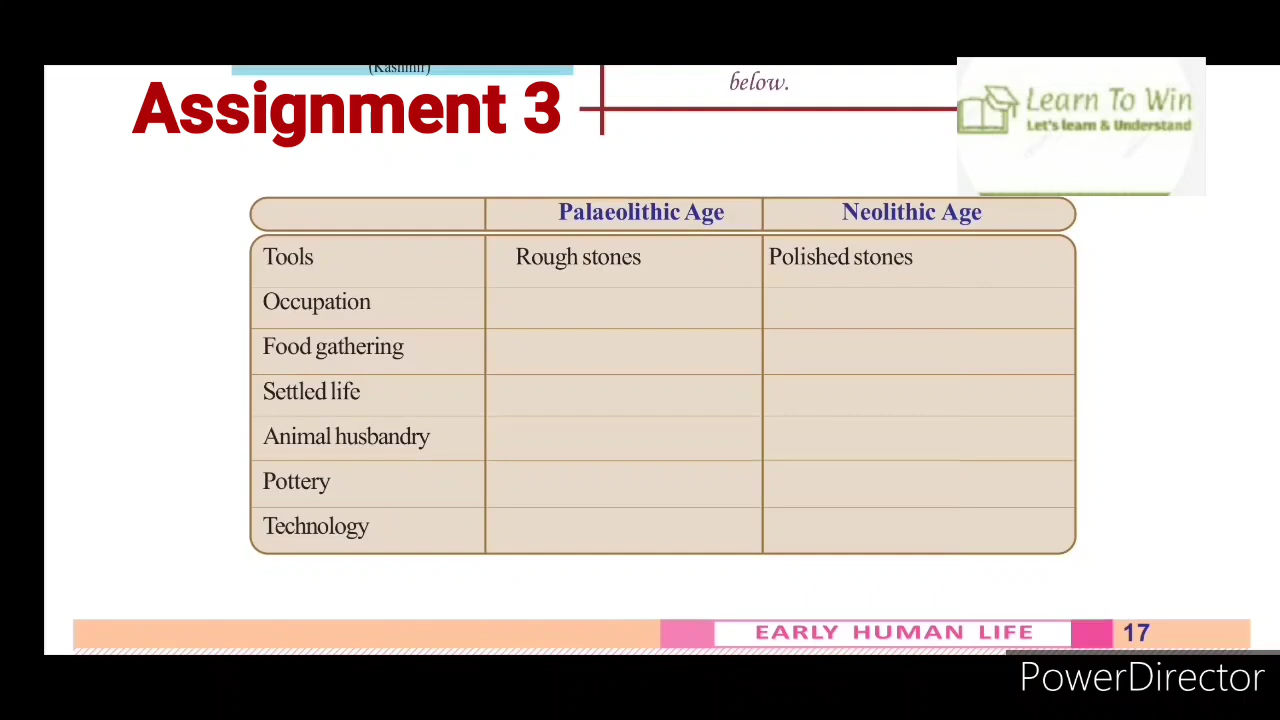 (Kashmir)
below.
Assignment 3
Learn To Win
Let's learn & Understand
Palaeolithic Age Neolithic Age
Tools Rough stones Polished stones
Occupation
Food gathering
Settled life
Animal husbandry
Pottery
Technology
EARLY HUMAN LIFE 17
PowerDirector